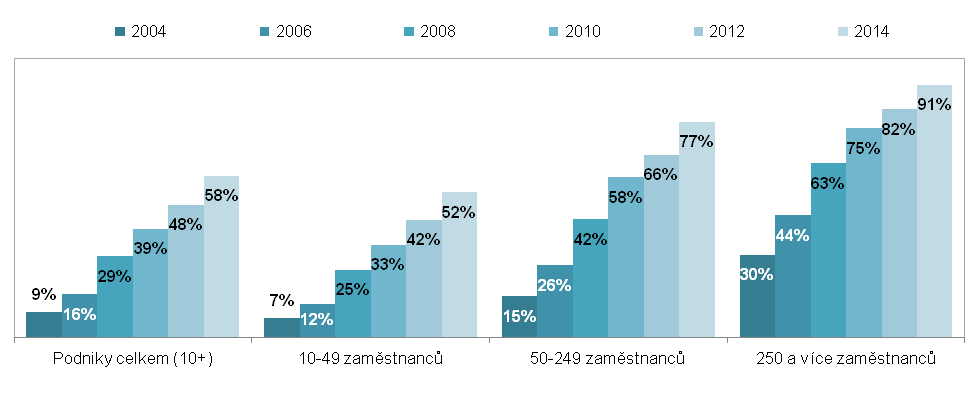 2004 2006 2008 2010 2012 2014
9% 16% 29% 39% 48% 58%
7% 12% 25% 33% 42% 52%
15% 26% 42% 58% 66% 77%
30% 44% 63% 75% 82% 91%
Podniky celkem (10+) 10-49 zaměstnanců 50-249 zaměstnanců 250 a více zaměstnanců